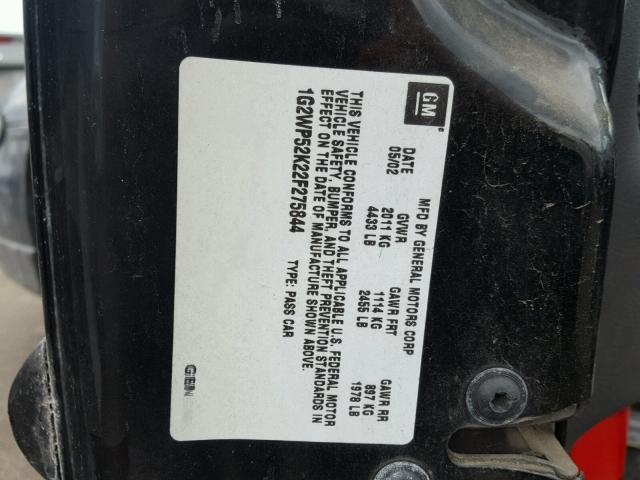 GM
MFD BY GENERAL MOTORS CORP
DATE GVWR GAWR FRT GAWR RR
05/02 2011 KG 1114 KG 897 KG
4433 LB 2455 LB 1978 LB
THIS VEHICLE CONFORMS TO ALL APPLICABLE U.S. FEDERAL MOTOR
VEHICLE SAFETY, BUMPER, AND THEFT PREVENTION STANDARDS IN
EFFECT ON THE DATE OF MANUFACTURE SHOWN ABOVE.
1G2WP52K22F275844 TYPE: PASS CAR